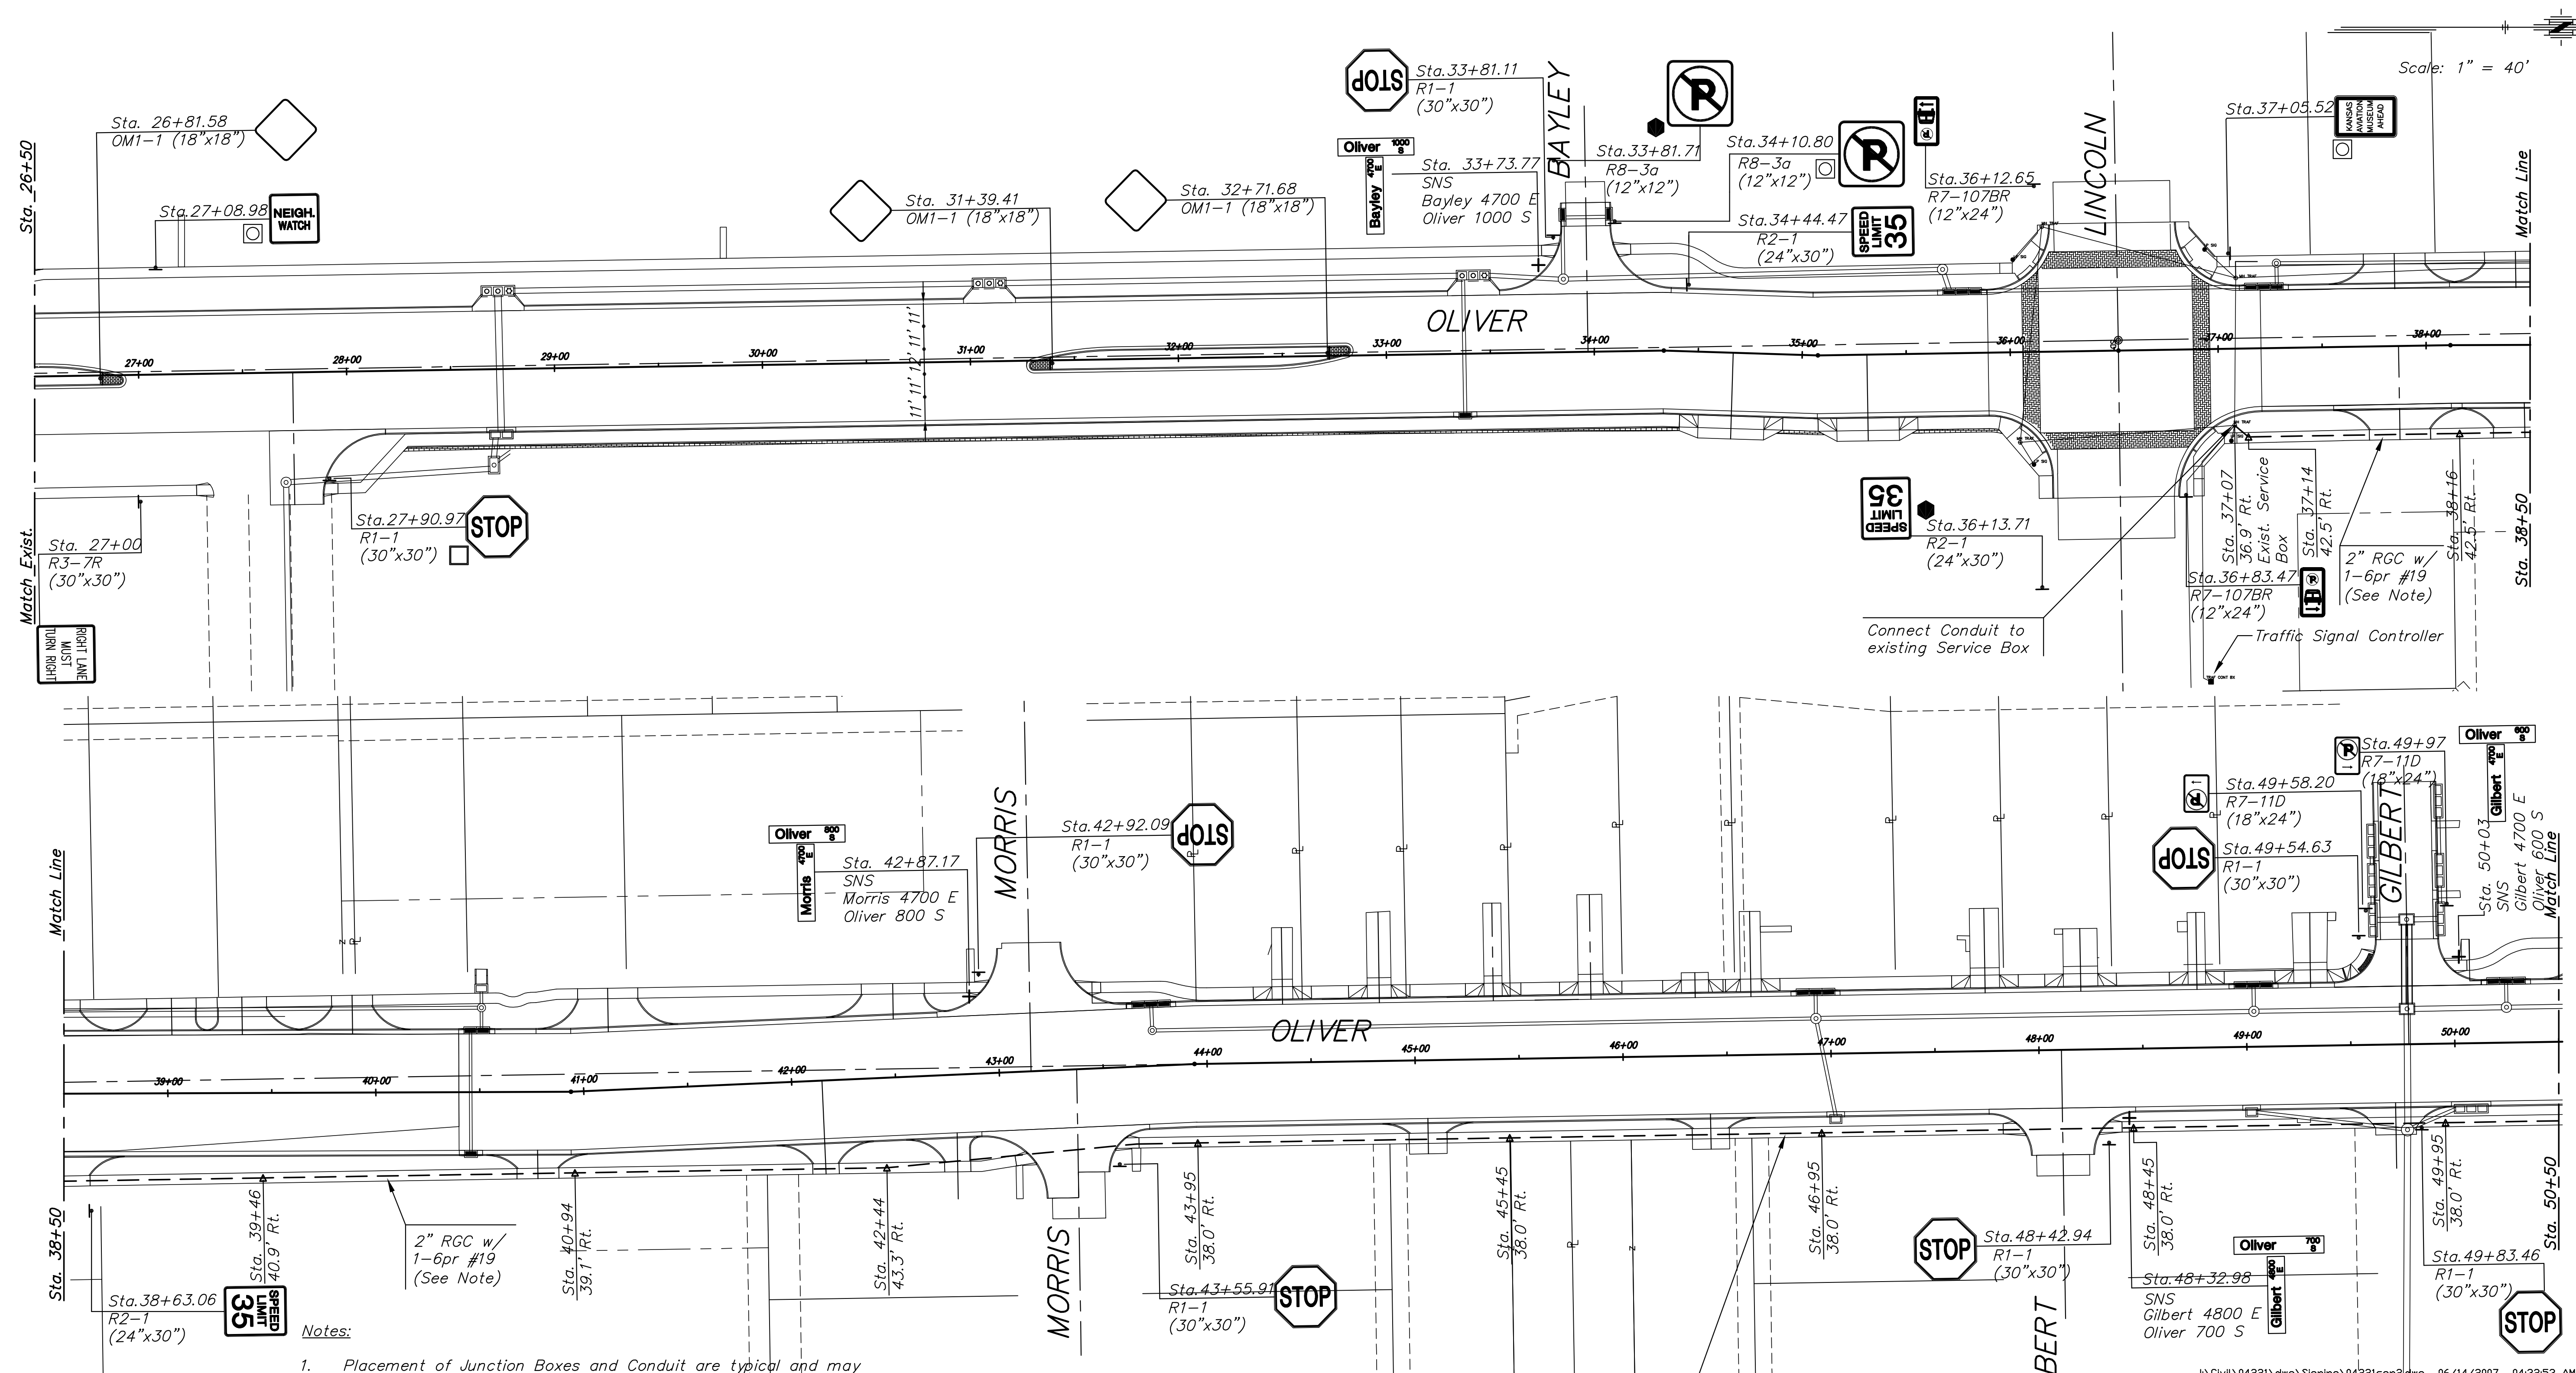 Scale: 1" = 40'
Sta. 26+50
Match Exist.
Sta. 26+81.58
OM1-1 (18"x18")
Sta.27+08.98
NEIGH.
WATCH
Sta. 31+39.41
OM1-1 (18"x18")
Sta. 32+71.68
OM1-1 (18"x18")
STOP
Sta.33+81.11
R1-1
(30"x30")
Oliver 1000 S
Bayley 4700 E
Sta. 33+73.77
SNS
Bayley 4700 E
Oliver 1000 S
BAYLEY
P
Sta.33+81.71
R8-3a
(12"x12")
Sta.34+10.80
R8-3a
(12"x12")
P
Sta.34+44.47
R2-1
(24"x30")
SPEED
LIMIT
35
P
Sta.36+12.65
R7-107BR
(12"x24")
LINCOLN
Sta.37+05.52
KANSAS
AVIATION
MUSEUM
AHEAD
Match Line
Sta. 38+50
OLIVER
27+00
28+00
29+00
30+00
31+00
32+00
33+00
34+00
35+00
36+00
37+00
38+00
11' 11' 12' 11' 11'
MH TRAF
SIG
SIG
MH TRAF
MH TRAF
SIG
MH TRAF
SIG
Sta. 27+00
R3-7R
(30"x30")
RIGHT LANE
MUST
TURN RIGHT
Sta.27+90.97
R1-1
(30"x30")
STOP
SPEED
LIMIT
35
Sta.36+13.71
R2-1
(24"x30")
Connect Conduit to
existing Service Box
Sta. 37+07
36.9' Rt.
Exist. Service
Box
Sta. 37+14
42.5' Rt.
Sta. 38+16
42.5' Rt.
2" RGC w/
1-6pr #19
(See Note)
Sta.36+83.47
R7-107BR
(12"x24")
P
Traffic Signal Controller
TRAF CONT BX
Match Line
Sta. 38+50
Oliver 800 S
Morris 4700 E
Sta. 42+87.17
SNS
Morris 4700 E
Oliver 800 S
MORRIS
Sta.42+92.09
R1-1
(30"x30")
STOP
P
Sta.49+97
R7-11D
(18"x24")
Oliver 600 S
Gilbert 4700 E
P
Sta.49+58.20
R7-11D
(18"x24")
STOP
Sta.49+54.63
R1-1
(30"x30")
GILBERT
Sta. 50+03
SNS
Gilbert 4700 E
Oliver 600 S
Match Line
Sta. 50+50
OLIVER
39+00
40+00
41+00
42+00
43+00
44+00
45+00
46+00
47+00
48+00
49+00
50+00
Sta.38+63.06
R2-1
(24"x30")
SPEED
LIMIT
35
Sta. 39+46
40.9' Rt.
2" RGC w/
1-6pr #19
(See Note)
Sta. 40+94
39.1' Rt.
Sta. 42+44
43.3' Rt.
MORRIS
Sta. 43+95
38.0' Rt.
Sta.43+55.91
R1-1
(30"x30")
STOP
Sta. 45+45
38.0' Rt.
Sta. 46+95
38.0' Rt.
STOP
Sta.48+42.94
R1-1
(30"x30")
Sta. 48+45
38.0' Rt.
Oliver 700 S
Gilbert 4800 E
Sta.48+32.98
SNS
Gilbert 4800 E
Oliver 700 S
Sta. 49+95
38.0' Rt.
Sta.49+83.46
R1-1
(30"x30")
STOP
BERT
Notes:
1. Placement of Junction Boxes and Conduit are typical and may